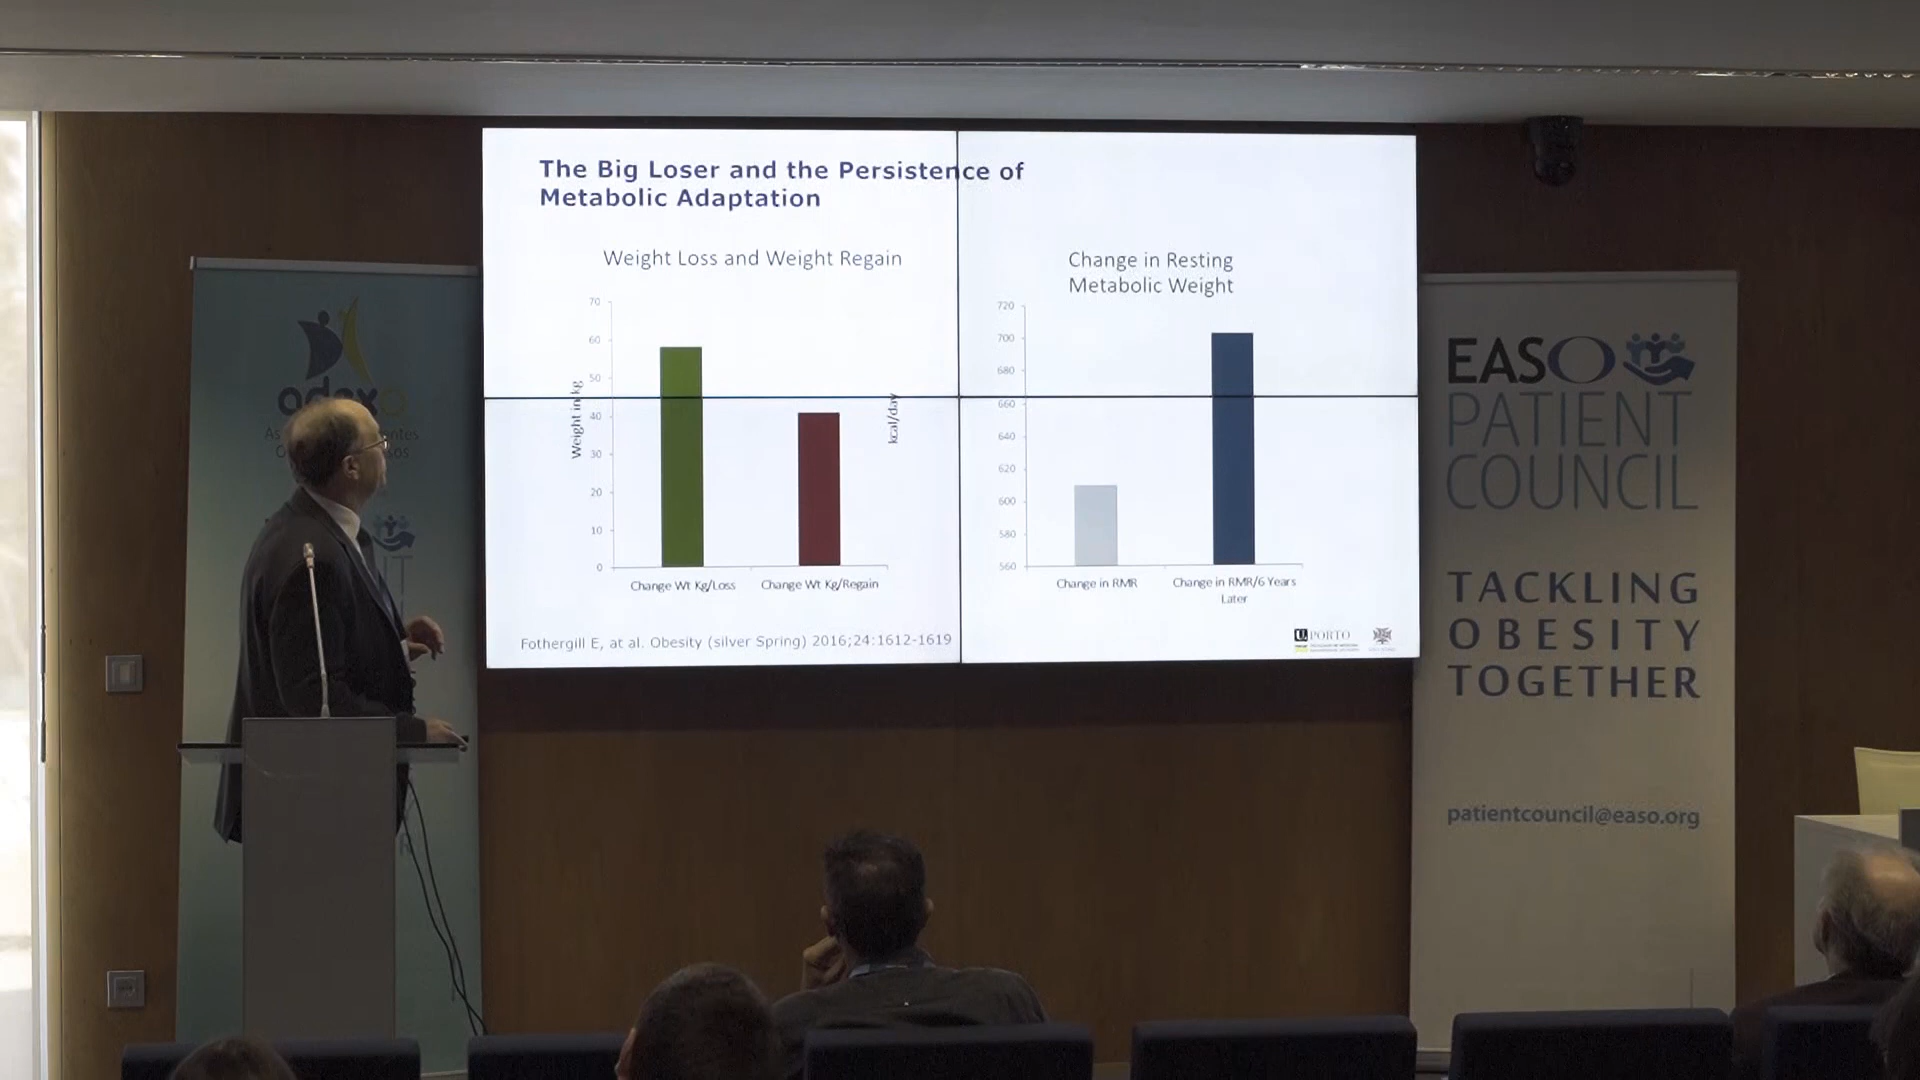 The Big Loser and the Persistence of
Metabolic Adaptation
Weight Loss and Weight Regain
Weight in kg
70
60
50
40
30
20
10
0
Change Wt Kg/Loss
Change Wt Kg/Regain
Change in Resting
Metabolic Weight
kcal/day
720
700
680
660
640
620
600
580
560
Change in RMR
Change in RMR/6 Years
Later
Fothergill E, at al. Obesity (silver Spring) 2016;24:1612-1619
U. PORTO
adexo
EASO
PATIENT
COUNCIL
TACKLING
OBESITY
TOGETHER
patientcouncil@easo.org